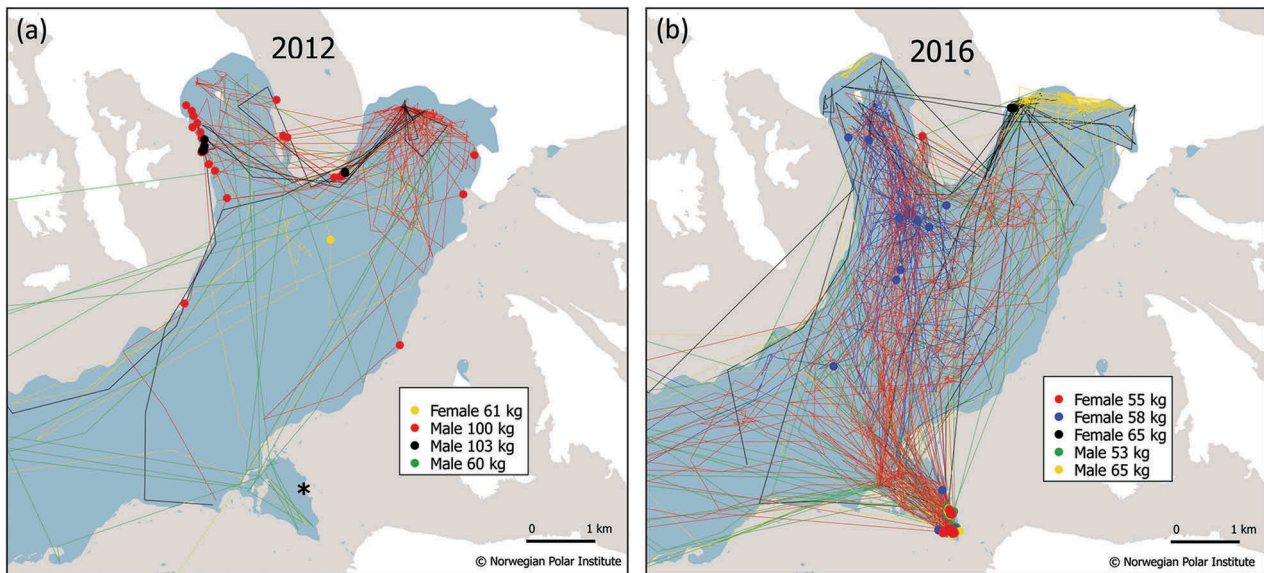 (a)
2012
Female 61 kg
Male 100 kg
Male 103 kg
Male 60 kg
*
0 1 km
© Norwegian Polar Institute
(b)
2016
Female 55 kg
Female 58 kg
Female 65 kg
Male 53 kg
Male 65 kg
0 1 km
© Norwegian Polar Institute